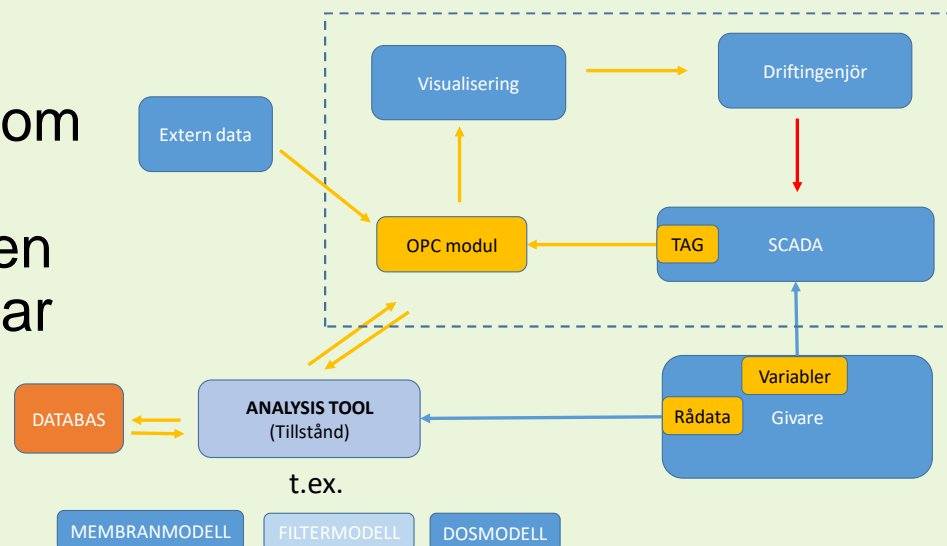 om
en
ar
Visualisering
Driftingenjör
Extern data
OPC modul
TAG
SCADA
Variabler
Rådata
Givare
DATABAS
ANALYSIS TOOL
(Tillstånd)
t.ex.
MEMBRANMODELL
FILTERMODELL
DOSMODELL